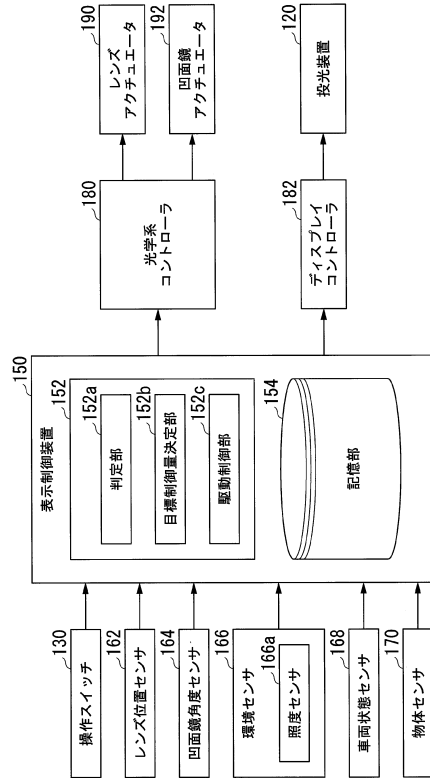 130
操作スイッチ
162
レンズ位置センサ
164
凹面鏡角度センサ
166
環境センサ
166a
照度センサ
168
車両状態センサ
170
物体センサ
150
表示制御装置
152
152a
判定部
152b
目標制御量決定部
152c
駆動制御部
154
記憶部
180
光学系
コントローラ
182
ディスプレイ
コントローラ
190
レンズ
アクチュエータ
192
凹面鏡
アクチュエータ
120
投光装置